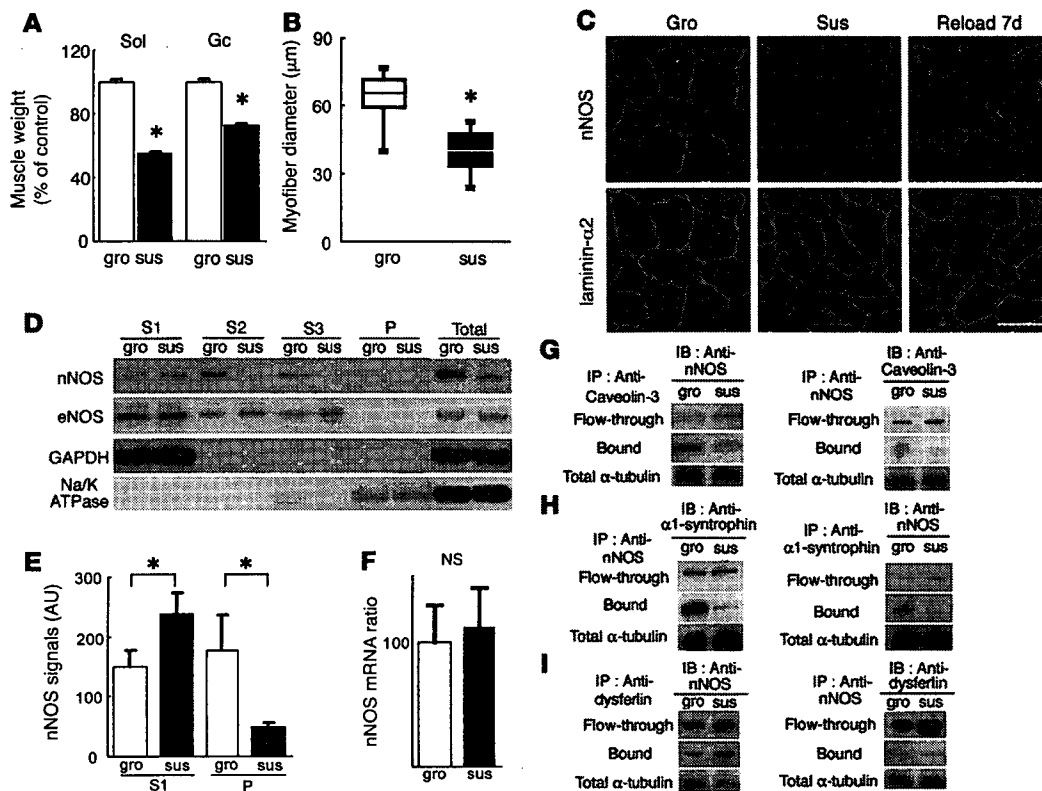 A
Sol
Gc
Muscle weight
(% of control)
120
80
40
0
*
*
gro sus
gro sus
B
Myofiber diameter (μm)
90
60
30
0
*
gro
sus
C
Gro
Sus
Reload 7d
nNOS
laminin-α2
D
S1
S2
S3
P
Total
gro sus
gro sus
gro sus
gro sus
gro sus
nNOS
eNOS
GAPDH
Na/K
ATPase
E
nNOS signals (AU)
300
200
100
0
*
*
gro
sus
gro
sus
S1
P
F
NS
nNOS mRNA ratio
100
gro
sus
G
IP : Anti-
Caveolin-3
IB : Anti-
nNOS
gro sus
Flow-through
Bound
Total α-tubulin
IP : Anti-
nNOS
IB : Anti-
Caveolin-3
gro sus
Flow-through
Bound
Total α-tubulin
H
IP : Anti-
nNOS
IB : Anti-
α1-syntrophin
gro sus
Flow-through
Bound
Total α-tubulin
IP : Anti-
α1-syntrophin
IB : Anti-
nNOS
gro sus
Flow-through
Bound
Total α-tubulin
I
IP : Anti-
dysferlin
IB : Anti-
nNOS
gro sus
Flow-through
Bound
Total α-tubulin
IP : Anti-
nNOS
IB : Anti-
dysferlin
gro sus
Flow-through
Bound
Total α-tubulin